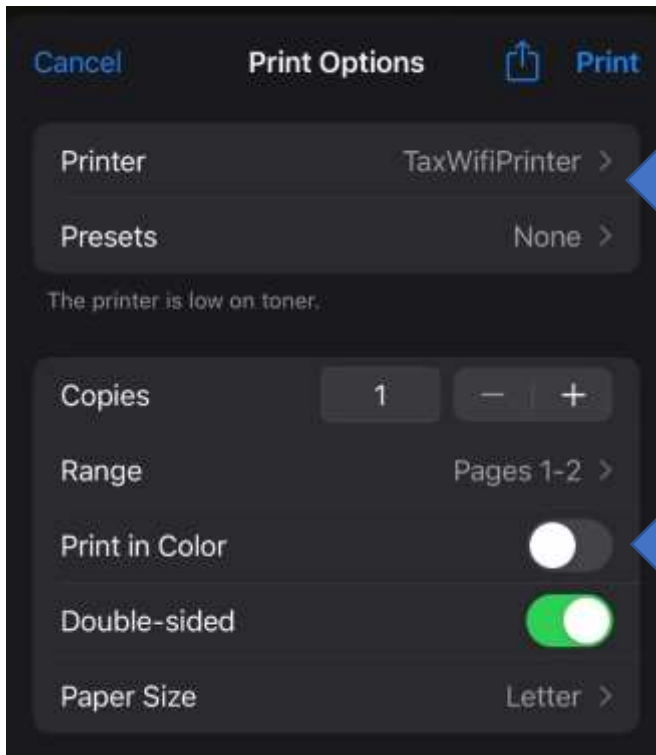 Cancel Print Options Print
Printer TaxWifiPrinter >
Presets None >
The printer is low on toner.
Copies 1 − +
Range Pages 1-2 >
Print in Color
Double-sided
Paper Size Letter >